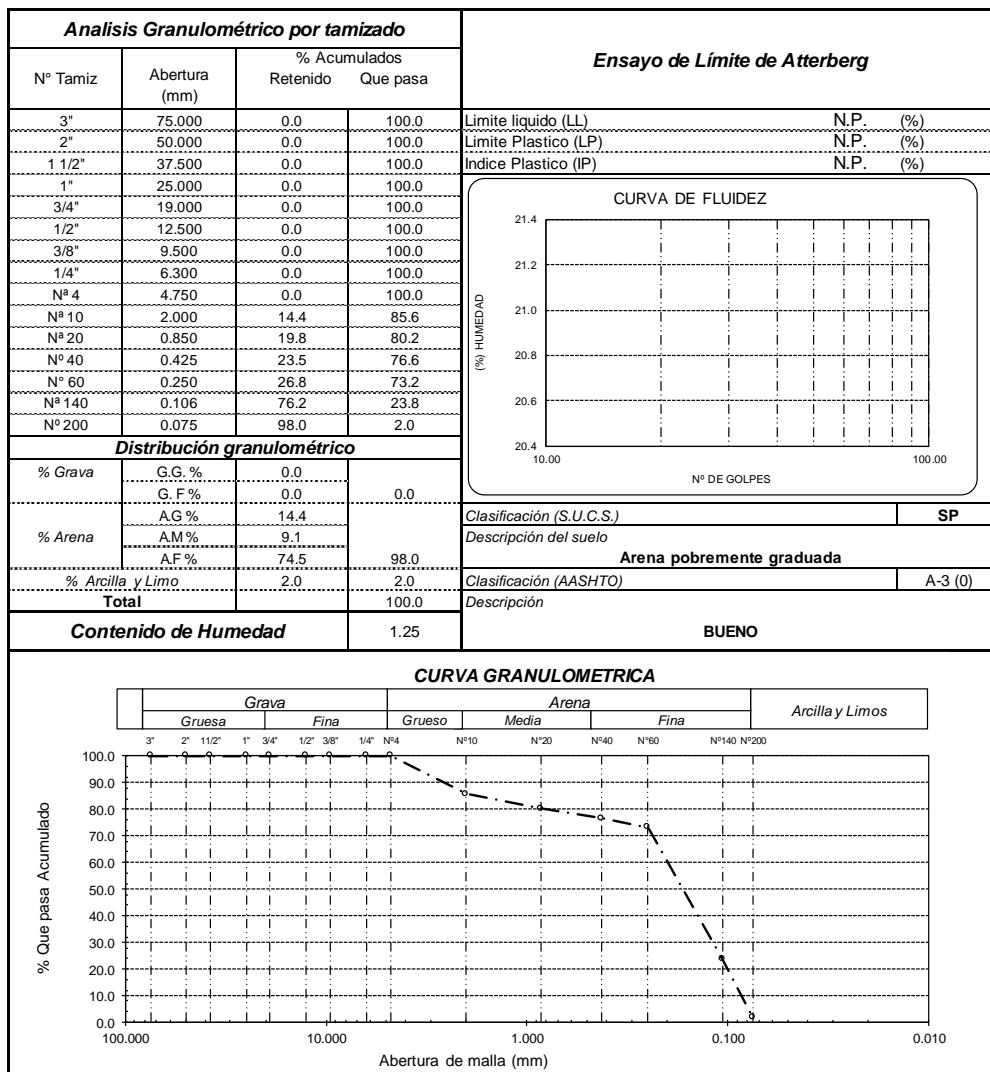 Analisis Granulométrico por tamizado
N° Tamiz Abertura (mm) % Acumulados Retenido Que pasa
3" 75.000 0.0 100.0
2" 50.000 0.0 100.0
1 1/2" 37.500 0.0 100.0
1" 25.000 0.0 100.0
3/4" 19.000 0.0 100.0
1/2" 12.500 0.0 100.0
3/8" 9.500 0.0 100.0
1/4" 6.300 0.0 100.0
Nª 4 4.750 0.0 100.0
Nª 10 2.000 14.4 85.6
Nª 20 0.850 19.8 80.2
Nº 40 0.425 23.5 76.6
N° 60 0.250 26.8 73.2
Nª 140 0.106 76.2 23.8
Nº 200 0.075 98.0 2.0
Distribución granulométrico
% Grava G.G. % 0.0
G. F % 0.0 0.0
A.G % 14.4
% Arena A.M % 9.1
A.F % 74.5 98.0
% Arcilla y Limo 2.0 2.0
Total 100.0
Contenido de Humedad 1.25
Ensayo de Límite de Atterberg
Limite liquido (LL) N.P. (%)
Limite Plastico (LP) N.P. (%)
Indice Plastico (IP) N.P. (%)
CURVA DE FLUIDEZ
(%) HUMEDAD
21.4
21.2
21.0
20.8
20.6
20.4
10.00 100.00
Nº DE GOLPES
Clasificación (S.U.C.S.) SP
Descripción del suelo
Arena pobremente graduada
Clasificación (AASHTO) A-3 (0)
Descripción
BUENO
CURVA GRANULOMETRICA
Grava Arena Arcilla y Limos
Gruesa Fina Grueso Media Fina
3" 2" 11/2" 1" 3/4" 1/2" 3/8" 1/4" Nº4 Nº10 N°20 N°40 N°60 Nº140 Nº200
% Que pasa Acumulado
100.0
90.0
80.0
70.0
60.0
50.0
40.0
30.0
20.0
10.0
0.0
100.000 10.000 1.000 0.100 0.010
Abertura de malla (mm)